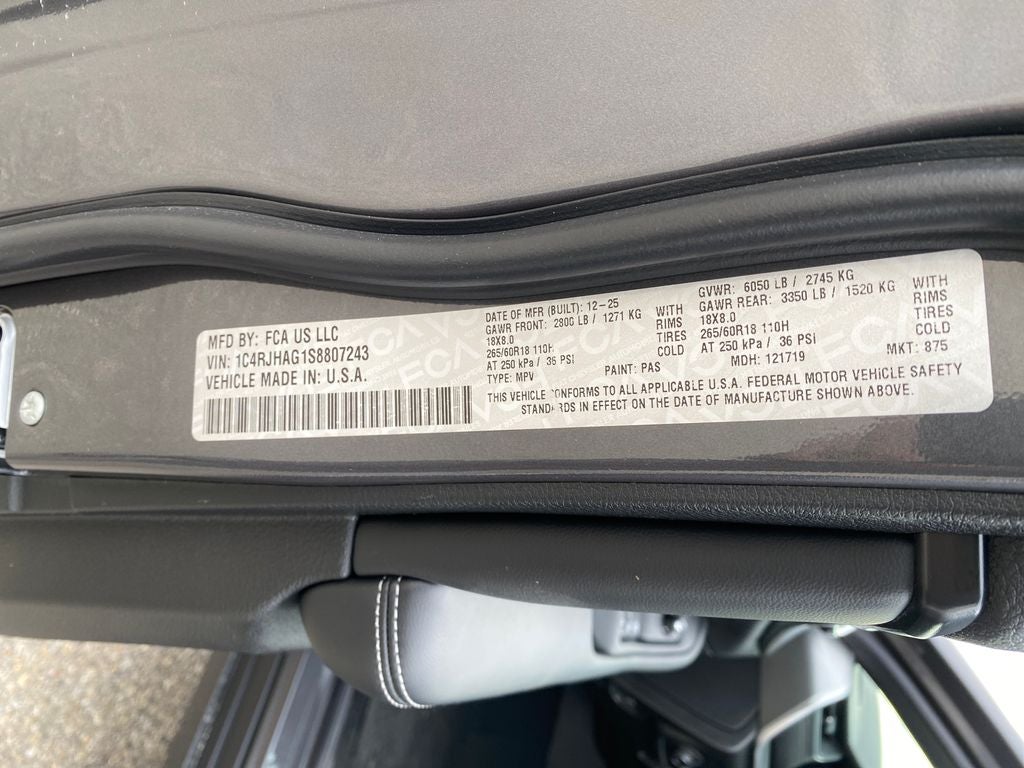 MFD BY: FCA US LLC
VIN: 1C4RJHAG1S8807243
VEHICLE MADE IN: U.S.A.
DATE OF MFR (BUILT): 12-25
GAWR FRONT: 2800 LB / 1271 KG WITH
18X8.0 RIMS
265/60R18 110H TIRES
AT 250 kPa / 36 PSI COLD
TYPE: MPV
PAINT: PAS
GVWR: 6050 LB / 2745 KG
GAWR REAR: 3350 LB / 1520 KG WITH
18X8.0 RIMS
265/60R18 110H TIRES
AT 250 kPa / 36 PSI COLD
MDH: 121719
MKT: 875
THIS VEHICLE CONFORMS TO ALL APPLICABLE U.S.A. FEDERAL MOTOR VEHICLE SAFETY
STANDARDS IN EFFECT ON THE DATE OF MANUFACTURE SHOWN ABOVE.